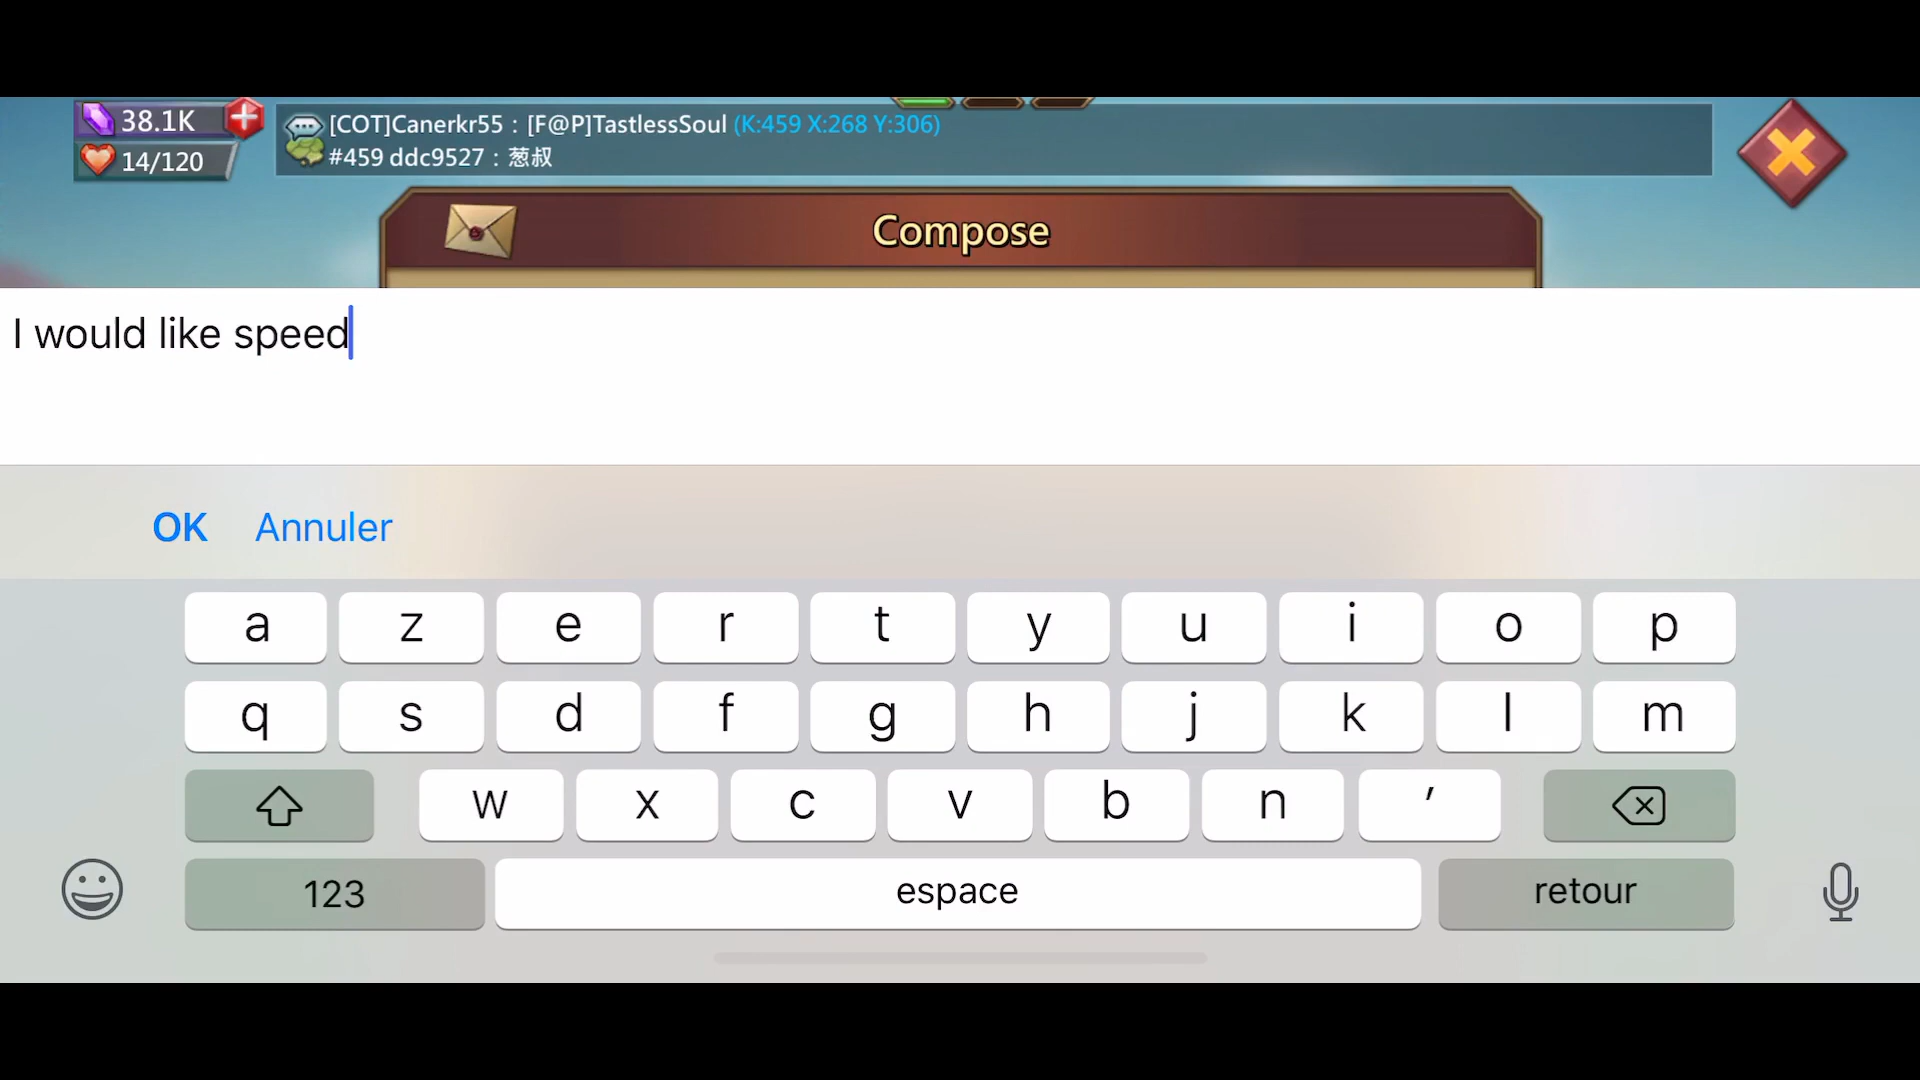 38.1K
14/120
[COT]Canerkr55 : [F@P]TastlessSoul (K:459 X:268 Y:306)
#459 ddc9527 : 葱叔
Compose
I would like speed
OK Annuler
a z e r t y u i o p
q s d f g h j k l m
w x c v b n ′
123 espace retour